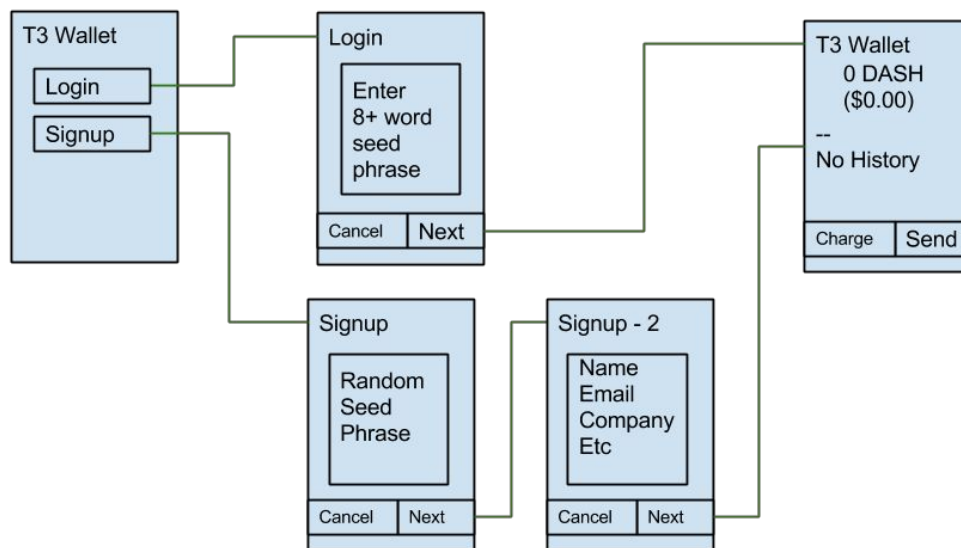 T3 Wallet
Login
Signup
Login
Enter
8+ word
seed
phrase
Cancel
Next
T3 Wallet
0 DASH
($0.00)
--
No History
Charge
Send
Signup
Random
Seed
Phrase
Cancel
Next
Signup - 2
Name
Email
Company
Etc
Cancel
Next